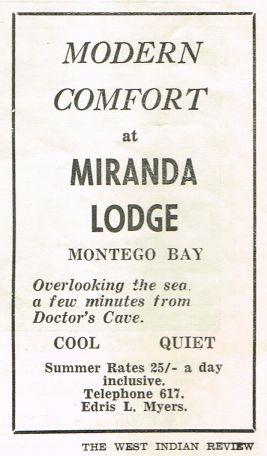 MODERN
COMFORT
at
MIRANDA
LODGE
MONTEGO BAY
Overlooking the sea,
a few minutes from
Doctor's Cave.
COOL QUIET
Summer Rates 25/- a day
inclusive.
Telephone 617.
Edris L. Myers.
THE WEST INDIAN REVIEW